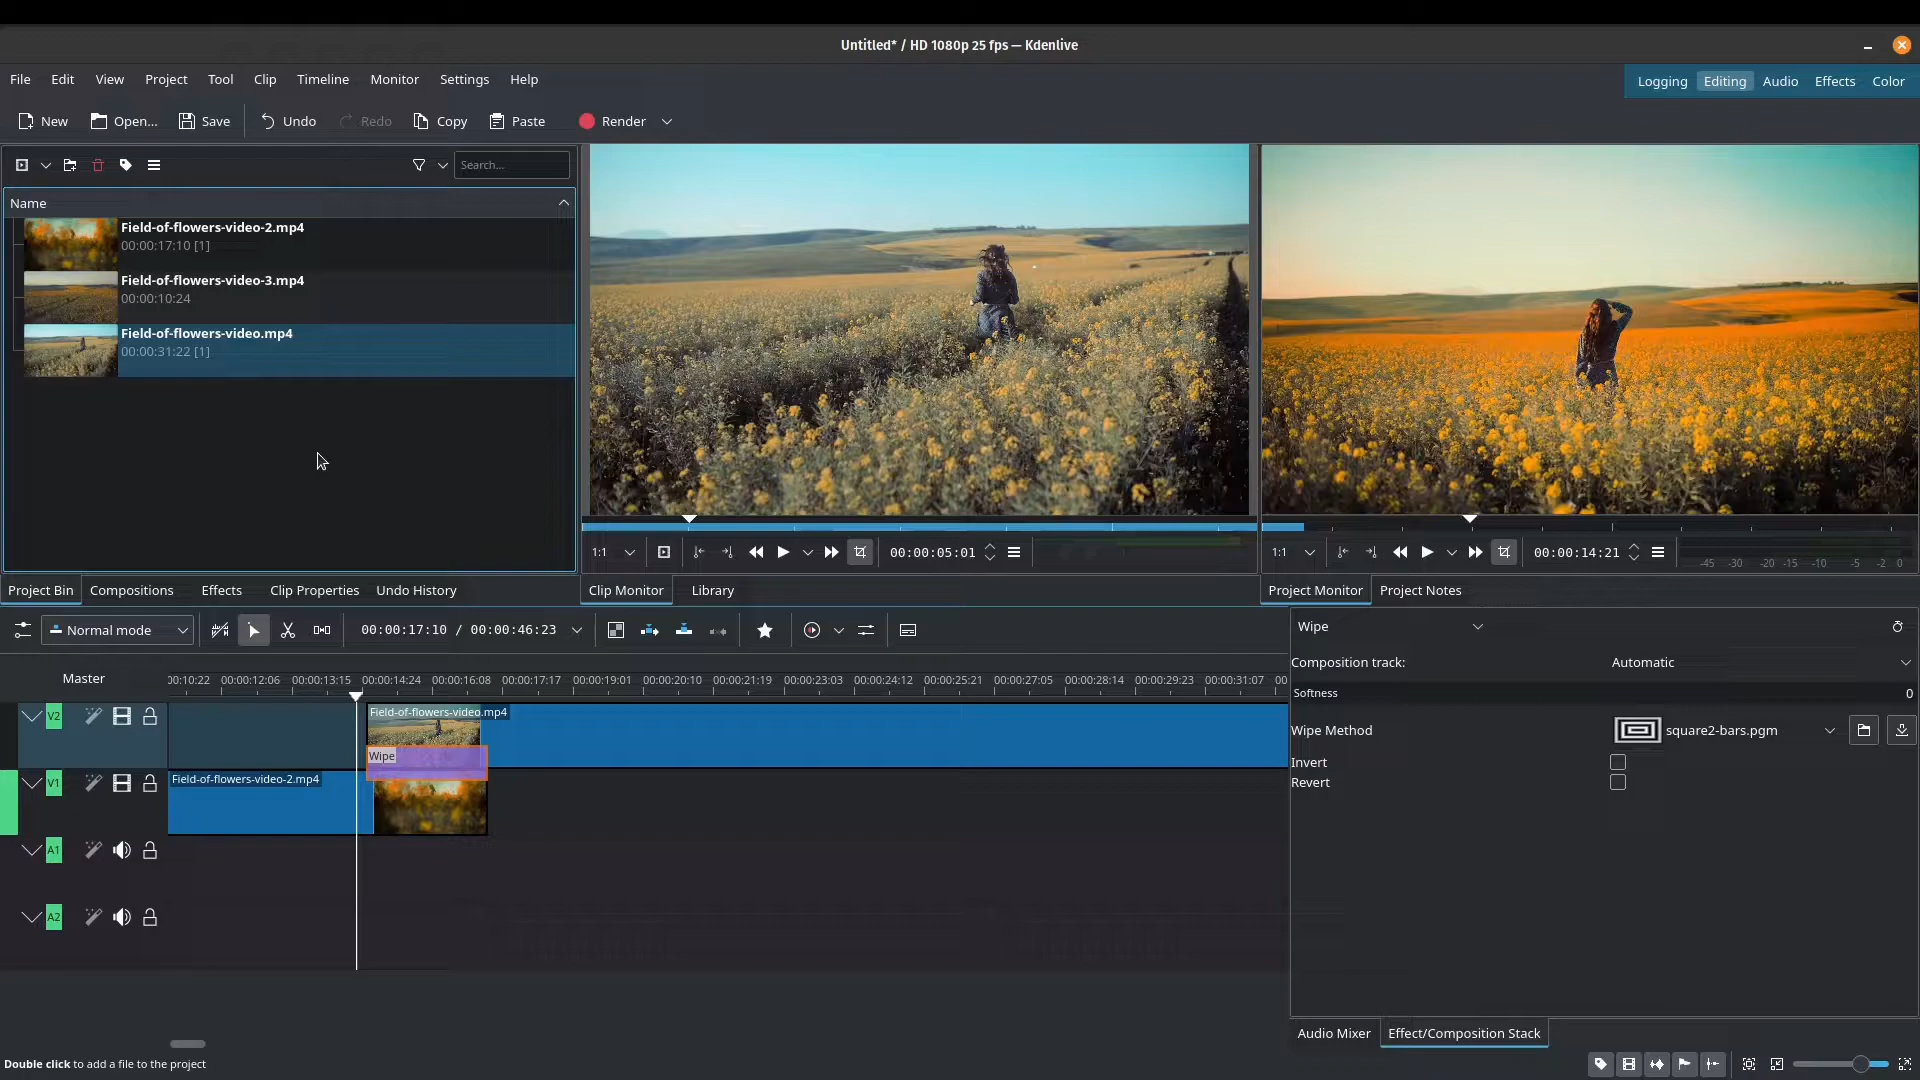 Untitled* / HD 1080p 25 fps — Kdenlive
File Edit View Project Tool Clip Timeline Monitor Settings Help
Logging Editing Audio Effects Color
New Open... Save Undo Redo Copy Paste Render
Search...
Name
Field-of-flowers-video-2.mp4
00:00:17:10 [1]
Field-of-flowers-video-3.mp4
00:00:10:24
Field-of-flowers-video.mp4
00:00:31:22 [1]
1:1 00:00:05:01
1:1 00:00:14:21
-45 -30 -20 -15 -10 -5 -2 0
Project Bin Compositions Effects Clip Properties Undo History
Clip Monitor Library
Project Monitor Project Notes
Normal mode 00:00:17:10 / 00:00:46:23
Master
00:10:22 00:00:12:06 00:00:13:15 00:00:14:24 00:00:16:08 00:00:17:17 00:00:19:01 00:00:20:10 00:00:21:19 00:00:23:03 00:00:24:12 00:00:25:21 00:00:27:05 00:00:28:14 00:00:29:23 00:00:31:07 00
V2
Field-of-flowers-video.mp4
Wipe
V1
Field-of-flowers-video-2.mp4
A1
A2
Wipe
Composition track: Automatic
Softness 0
Wipe Method square2-bars.pgm
Invert
Revert
Audio Mixer Effect/Composition Stack
Double click to add a file to the project